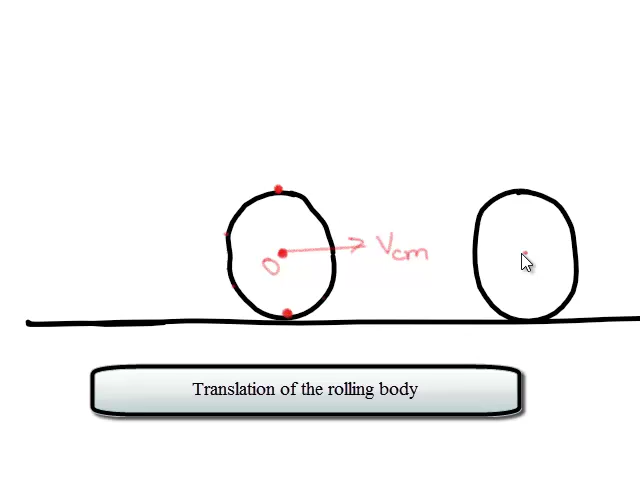 O
Vcm
Translation of the rolling body